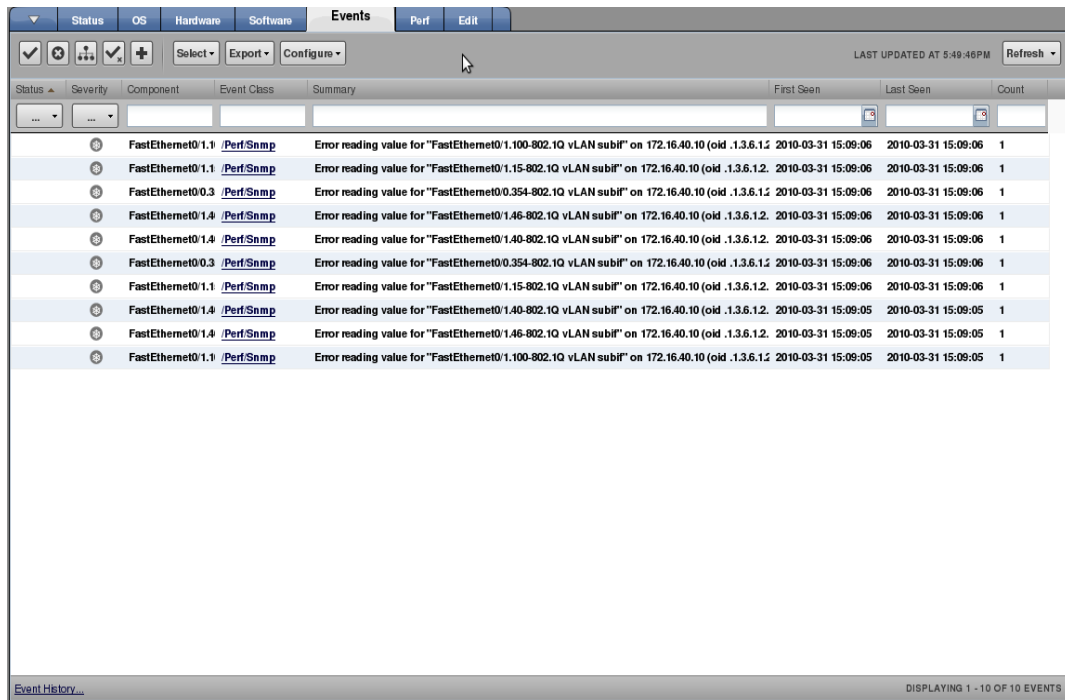 Status OS Hardware Software Events Perf Edit
Select Export Configure LAST UPDATED AT 5:49:46PM Refresh
Status Severity Component Event Class Summary First Seen Last Seen Count
... ...
FastEthernet0/1.10 /Perf/Snmp Error reading value for "FastEthernet0/1.100-802.1Q vLAN subif" on 172.16.40.10 (oid .1.3.6.1.2 2010-03-31 15:09:06 2010-03-31 15:09:06 1
FastEthernet0/1.1 /Perf/Snmp Error reading value for "FastEthernet0/1.15-802.1Q vLAN subif" on 172.16.40.10 (oid .1.3.6.1.2. 2010-03-31 15:09:06 2010-03-31 15:09:06 1
FastEthernet0/0.3 /Perf/Snmp Error reading value for "FastEthernet0/0.354-802.1Q vLAN subif" on 172.16.40.10 (oid .1.3.6.1.2 2010-03-31 15:09:06 2010-03-31 15:09:06 1
FastEthernet0/1.4 /Perf/Snmp Error reading value for "FastEthernet0/1.46-802.1Q vLAN subif" on 172.16.40.10 (oid .1.3.6.1.2. 2010-03-31 15:09:06 2010-03-31 15:09:06 1
FastEthernet0/1.4 /Perf/Snmp Error reading value for "FastEthernet0/1.40-802.1Q vLAN subif" on 172.16.40.10 (oid .1.3.6.1.2. 2010-03-31 15:09:06 2010-03-31 15:09:06 1
FastEthernet0/0.3 /Perf/Snmp Error reading value for "FastEthernet0/0.354-802.1Q vLAN subif" on 172.16.40.10 (oid .1.3.6.1.2 2010-03-31 15:09:06 2010-03-31 15:09:06 1
FastEthernet0/1.1 /Perf/Snmp Error reading value for "FastEthernet0/1.15-802.1Q vLAN subif" on 172.16.40.10 (oid .1.3.6.1.2. 2010-03-31 15:09:06 2010-03-31 15:09:06 1
FastEthernet0/1.4 /Perf/Snmp Error reading value for "FastEthernet0/1.40-802.1Q vLAN subif" on 172.16.40.10 (oid .1.3.6.1.2. 2010-03-31 15:09:05 2010-03-31 15:09:05 1
FastEthernet0/1.4 /Perf/Snmp Error reading value for "FastEthernet0/1.46-802.1Q vLAN subif" on 172.16.40.10 (oid .1.3.6.1.2. 2010-03-31 15:09:05 2010-03-31 15:09:05 1
FastEthernet0/1.10 /Perf/Snmp Error reading value for "FastEthernet0/1.100-802.1Q vLAN subif" on 172.16.40.10 (oid .1.3.6.1.2 2010-03-31 15:09:05 2010-03-31 15:09:05 1
Event History... DISPLAYING 1 - 10 OF 10 EVENTS